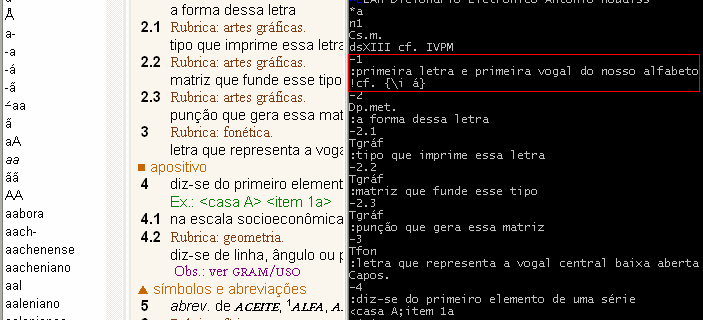 Å
a-
-a
-á
-ã
-aa
ấ
aA
aa
ãã
AA
aabora
aach-
aachenense
aacheniano
aal
aaleniano
a forma dessa letra
2.1 Rubrica: artes gráficas.
tipo que imprime essa letra
2.2 Rubrica: artes gráficas.
matriz que funde esse tipo
2.3 Rubrica: artes gráficas.
punção que gera essa mat
3 Rubrica: fonética.
letra que representa a voga
■ apositivo
4 diz-se do primeiro element
Ex.: <casa A> <item 1a>
4.1 na escala socioeconômica
4.2 Rubrica: geometria.
diz-se de linha, ângulo ou p
Obs.: ver GRAM/USO
▲ símbolos e abreviações
5 abrev. de ACEITE, ¹ALFA, A
*a
n1
Cs.m.
dsXIII cf. IVPM
-1
:primeira letra e primeira vogal do nosso alfabeto
!cf. {\i á}
-2
Dp.met.
:a forma dessa letra
-2.1
Tgráf
:tipo que imprime essa letra
-2.2
Tgráf
:matriz que funde esse tipo
-2.3
Tgráf
:punção que gera essa matriz
-3
Tfon
:letra que representa a vogal central baixa aberta
Capos.
-4
:diz-se do primeiro elemento de uma série
<casa A;item 1a